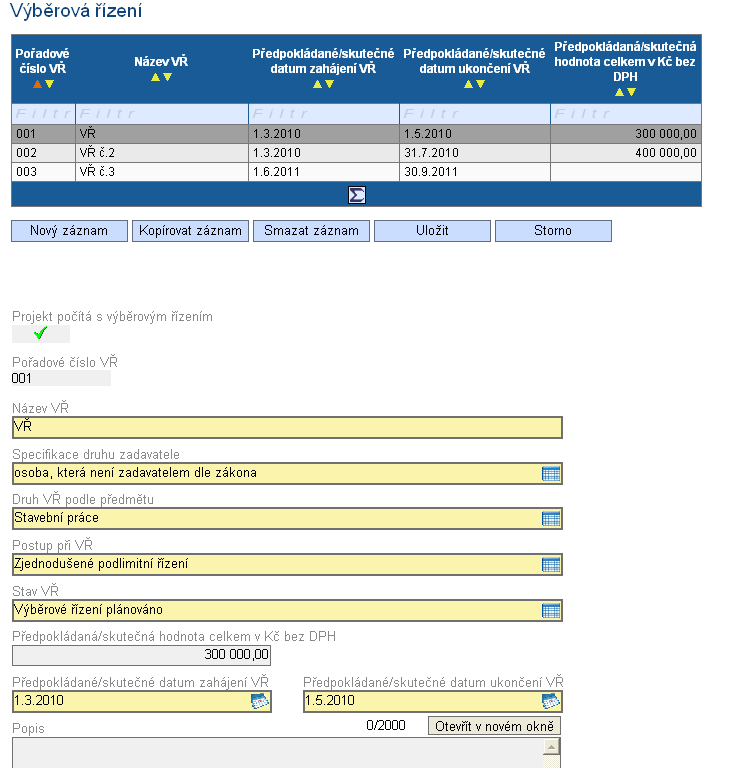 Výběrová řízení
Pořadové číslo VŘ Název VŘ Předpokládané/skutečné datum zahájení VŘ Předpokládané/skutečné datum ukončení VŘ Předpokládaná/skutečná hodnota celkem v Kč bez DPH
Filtr Filtr Filtr Filtr Filtr
001 VŘ 1.3.2010 1.5.2010 300 000,00
002 VŘ č.2 1.3.2010 31.7.2010 400 000,00
003 VŘ č.3 1.6.2011 30.9.2011
Σ
Nový záznam Kopírovat záznam Smazat záznam Uložit Storno
Projekt počítá s výběrovým řízením
Pořadové číslo VŘ
001
Název VŘ
VŘ
Specifikace druhu zadavatele
osoba, která není zadavatelem dle zákona
Druh VŘ podle předmětu
Stavební práce
Postup při VŘ
Zjednodušené podlimitní řízení
Stav VŘ
Výběrové řízení plánováno
Předpokládaná/skutečná hodnota celkem v Kč bez DPH
300 000,00
Předpokládané/skutečné datum zahájení VŘ Předpokládané/skutečné datum ukončení VŘ
1.3.2010 1.5.2010
Popis 0/2000 Otevřít v novém okně